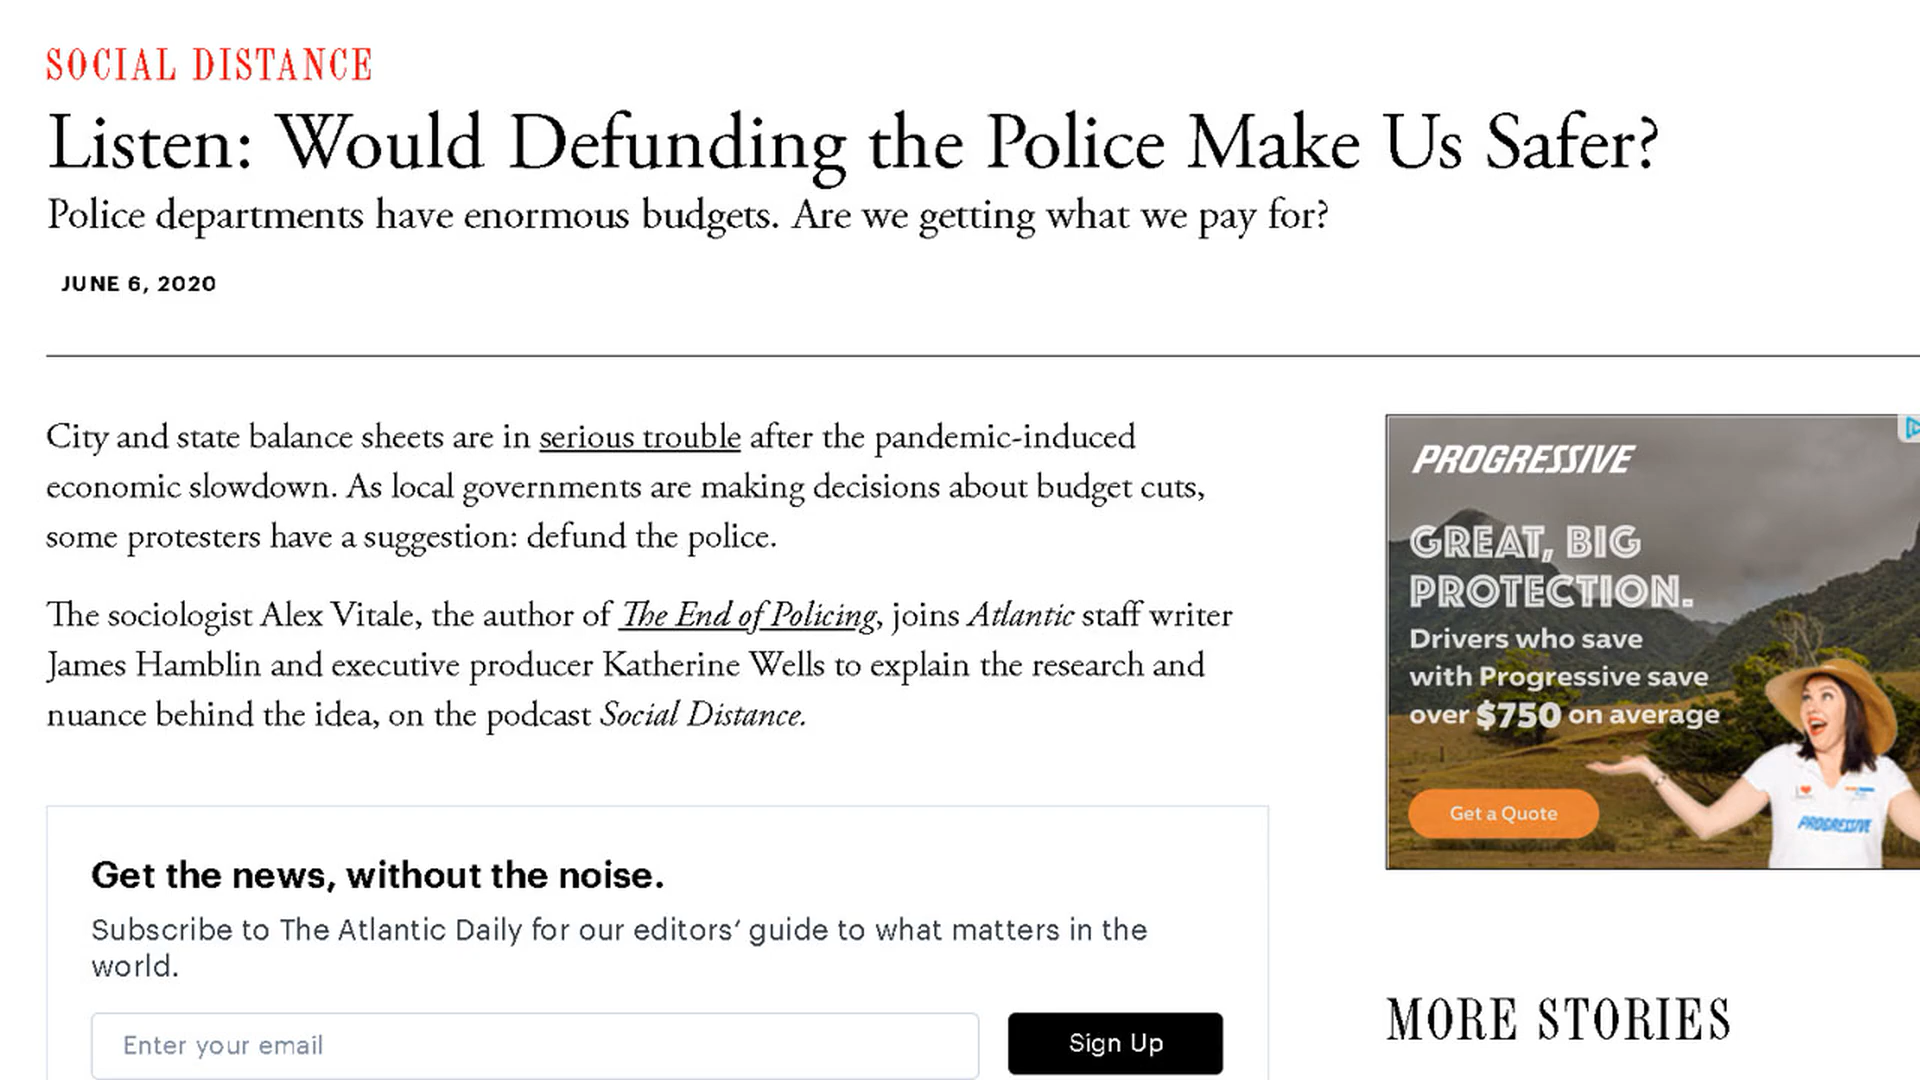 SOCIAL DISTANCE
Listen: Would Defunding the Police Make Us Safer?
Police departments have enormous budgets. Are we getting what we pay for?
JUNE 6, 2020
City and state balance sheets are in serious trouble after the pandemic-induced
economic slowdown. As local governments are making decisions about budget cuts,
some protesters have a suggestion: defund the police.
The sociologist Alex Vitale, the author of The End of Policing, joins Atlantic staff writer
James Hamblin and executive producer Katherine Wells to explain the research and
nuance behind the idea, on the podcast Social Distance.
Get the news, without the noise.
Subscribe to The Atlantic Daily for our editors’ guide to what matters in the
world.
Enter your email
Sign Up
PROGRESSIVE
GREAT, BIG
PROTECTION.
Drivers who save
with Progressive save
over $750 on average
Get a Quote
I
PROGRESSIVE
MORE STORIES